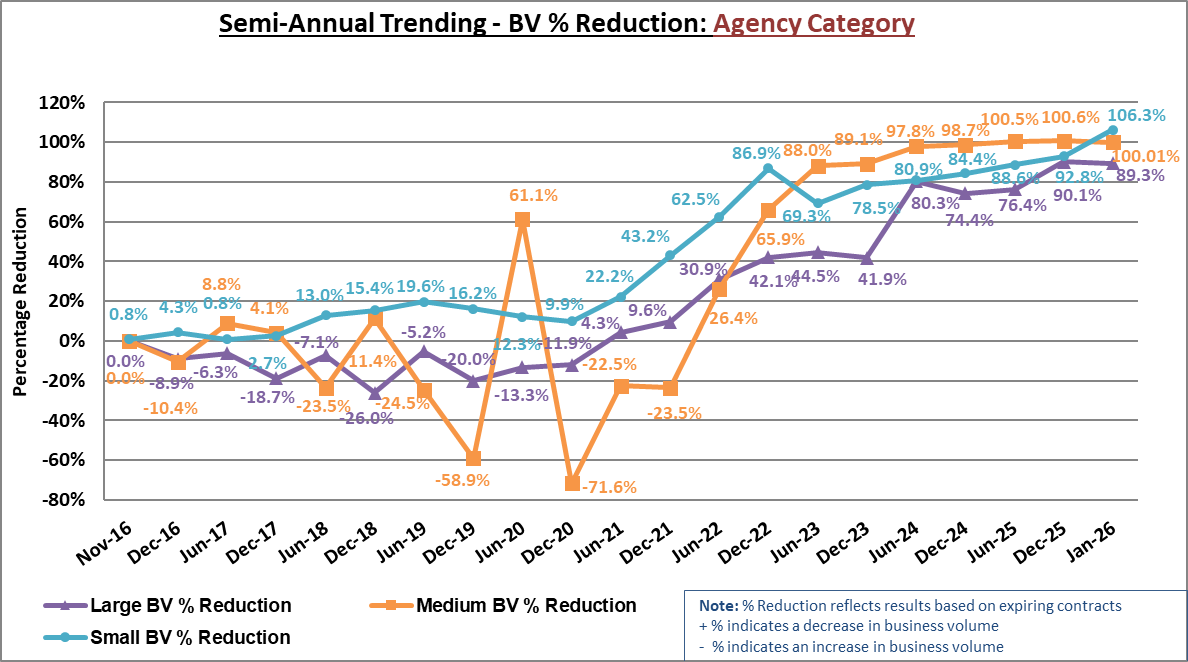 Semi-Annual Trending - BV % Reduction: Agency Category
Percentage Reduction
120%
100%
80%
60%
40%
20%
0%
-20%
-40%
-60%
-80%
0.8%
4.3%
0.8%
2.7%
13.0%
15.4%
19.6%
16.2%
12.3%
9.9%
22.2%
43.2%
62.5%
86.9%
69.3%
78.5%
80.9%
84.4%
88.6%
92.8%
106.3%
0.0%
-10.4%
8.8%
4.1%
-23.5%
11.4%
-24.5%
-58.9%
61.1%
-71.6%
-22.5%
-23.5%
26.4%
65.9%
88.0%
89.1%
97.8%
98.7%
100.5%
100.6%
100.01%
0.0%
-8.9%
-6.3%
-18.7%
-7.1%
-26.0%
-5.2%
-20.0%
-13.3%
-11.9%
4.3%
9.6%
30.9%
42.1%
44.5%
41.9%
80.3%
74.4%
76.4%
90.1%
89.3%
Nov-16
Dec-16
Jun-17
Dec-17
Jun-18
Dec-18
Jun-19
Dec-19
Jun-20
Dec-20
Jun-21
Dec-21
Jun-22
Dec-22
Jun-23
Dec-23
Jun-24
Dec-24
Jun-25
Dec-25
Jan-26
Large BV % Reduction
Medium BV % Reduction
Small BV % Reduction
Note: % Reduction reflects results based on expiring contracts
+ % indicates a decrease in business volume
- % indicates an increase in business volume